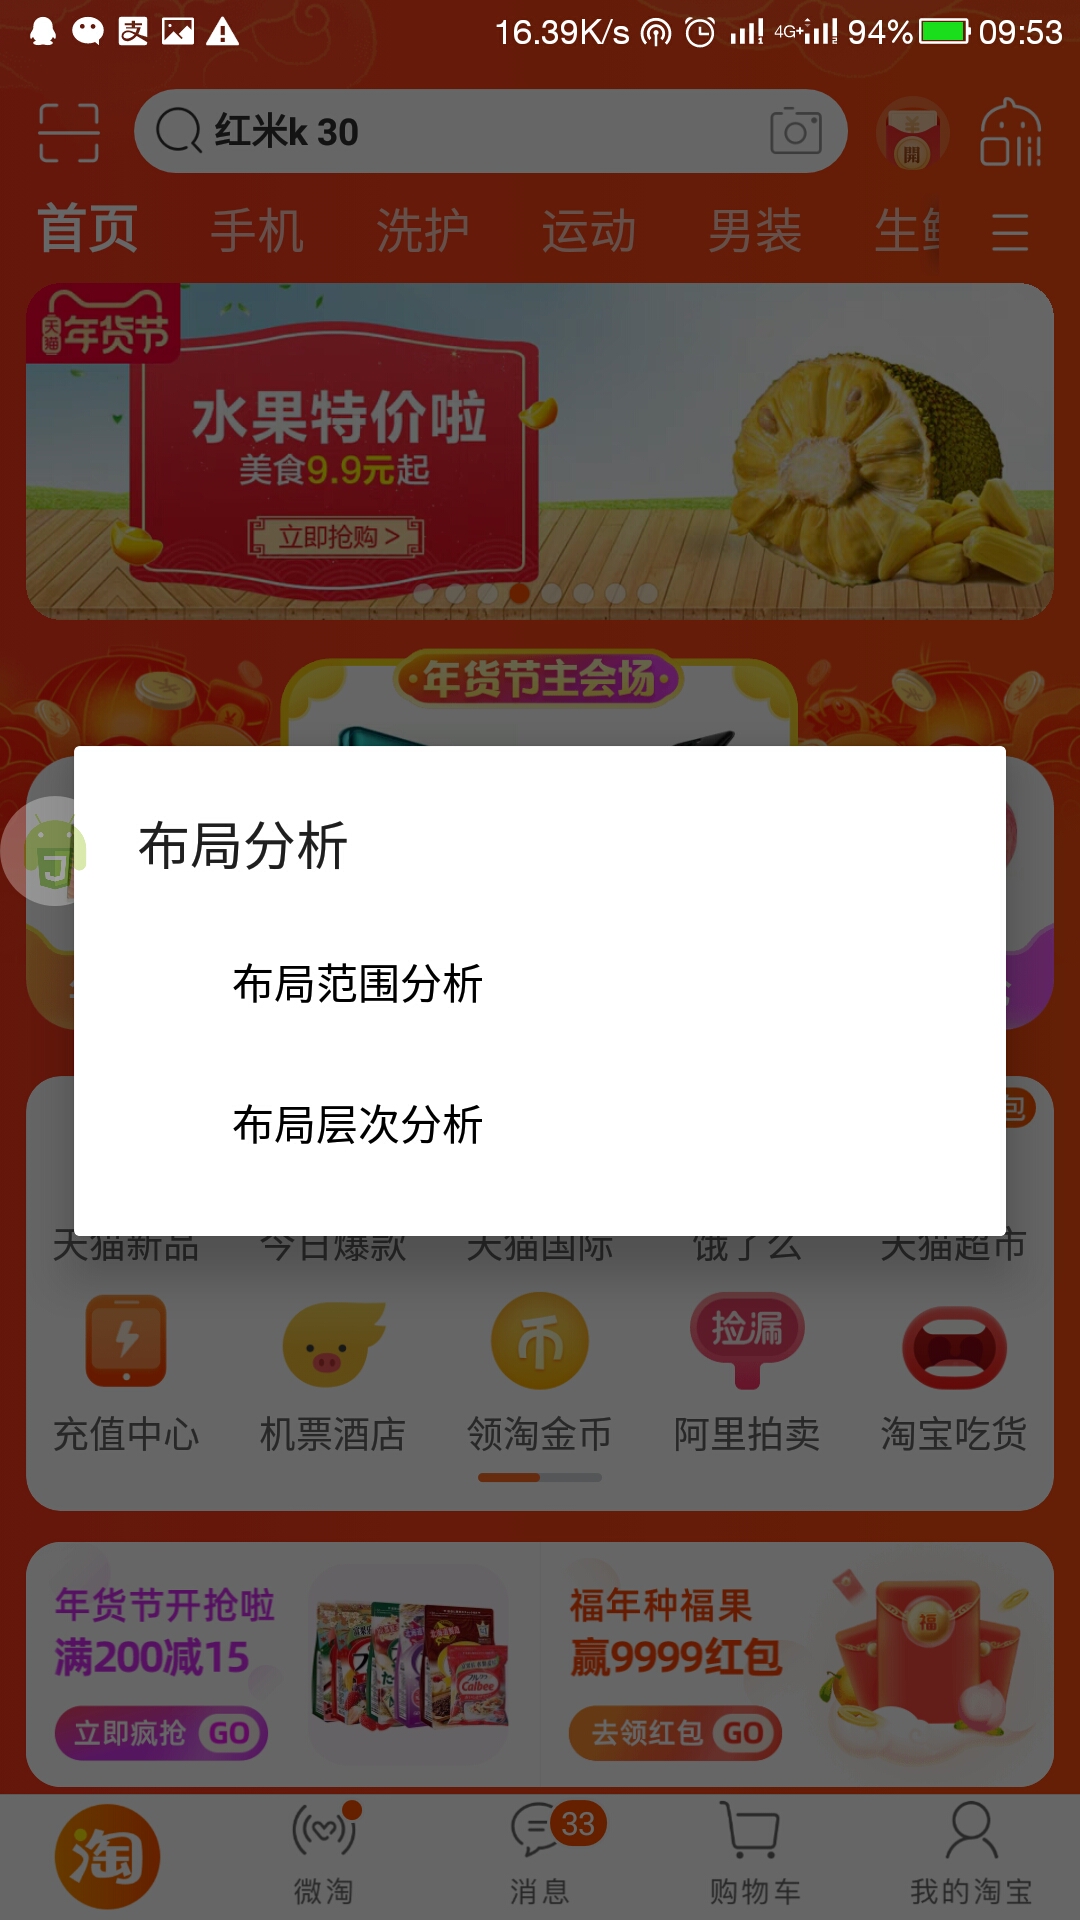 16.39K/s 4G+ 94% 09:53
支
红米k 30
開
首页 手机 洗护 运动 男装 生鲜
天猫 年货节
水果特价啦
美食9.9元起
立即抢购 >
年货节主会场
布局分析
布局范围分析
布局层次分析
包
天猫新品 今日爆款 天猫国际 饿了么 天猫超市
币 捡漏
充值中心 机票酒店 领淘金币 阿里拍卖 淘宝吃货
年货节开抢啦
满200减15
立即疯抢 GO
Calbee
福年种福果
赢9999红包
去领红包 GO
福
淘
33
微淘 消息 购物车 我的淘宝